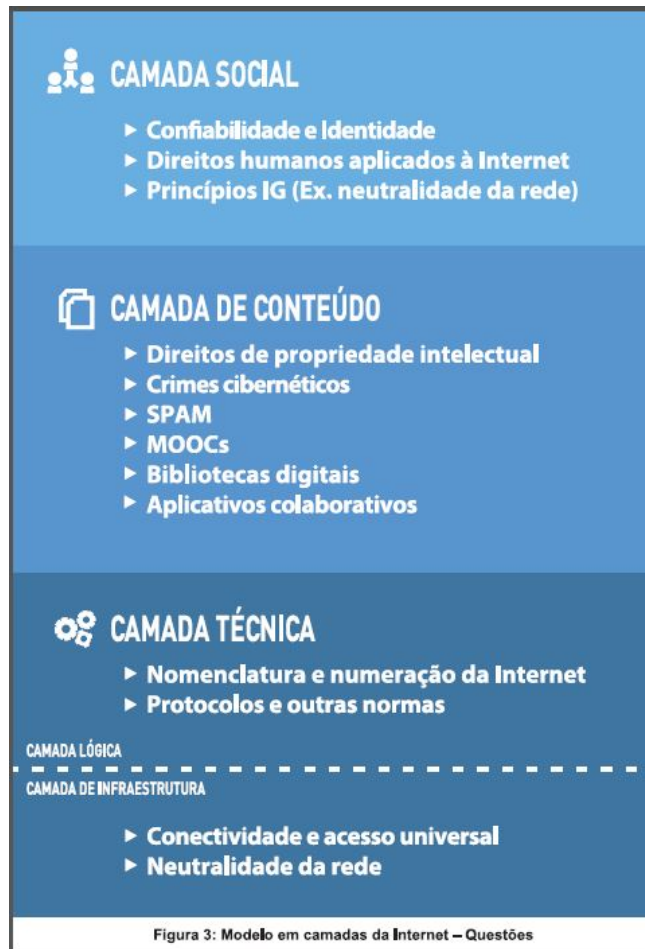 CAMADA SOCIAL
▶ Confiabilidade e Identidade
▶ Direitos humanos aplicados à Internet
▶ Princípios IG (Ex. neutralidade da rede)
CAMADA DE CONTEÚDO
▶ Direitos de propriedade intelectual
▶ Crimes cibernéticos
▶ SPAM
▶ MOOCs
▶ Bibliotecas digitais
▶ Aplicativos colaborativos
CAMADA TÉCNICA
▶ Nomenclatura e numeração da Internet
▶ Protocolos e outras normas
CAMADA LÓGICA
CAMADA DE INFRAESTRUTURA
▶ Conectividade e acesso universal
▶ Neutralidade da rede
Figura 3: Modelo em camadas da Internet – Questões